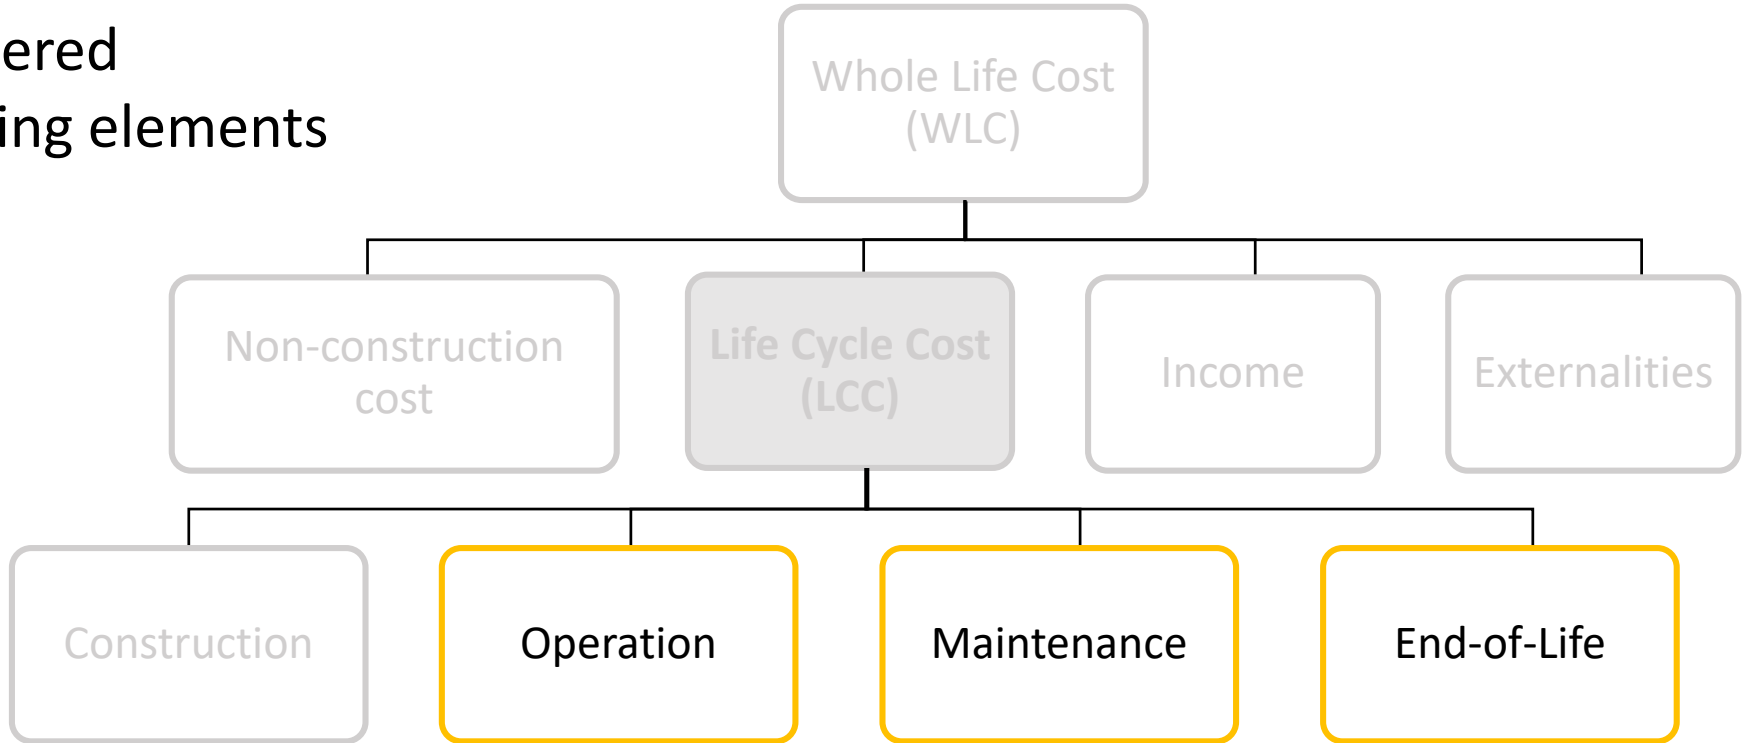 ered
ing elements
Whole Life Cost
(WLC)
Non-construction
cost
Life Cycle Cost
(LCC)
Income
Externalities
Construction
Operation
Maintenance
End-of-Life